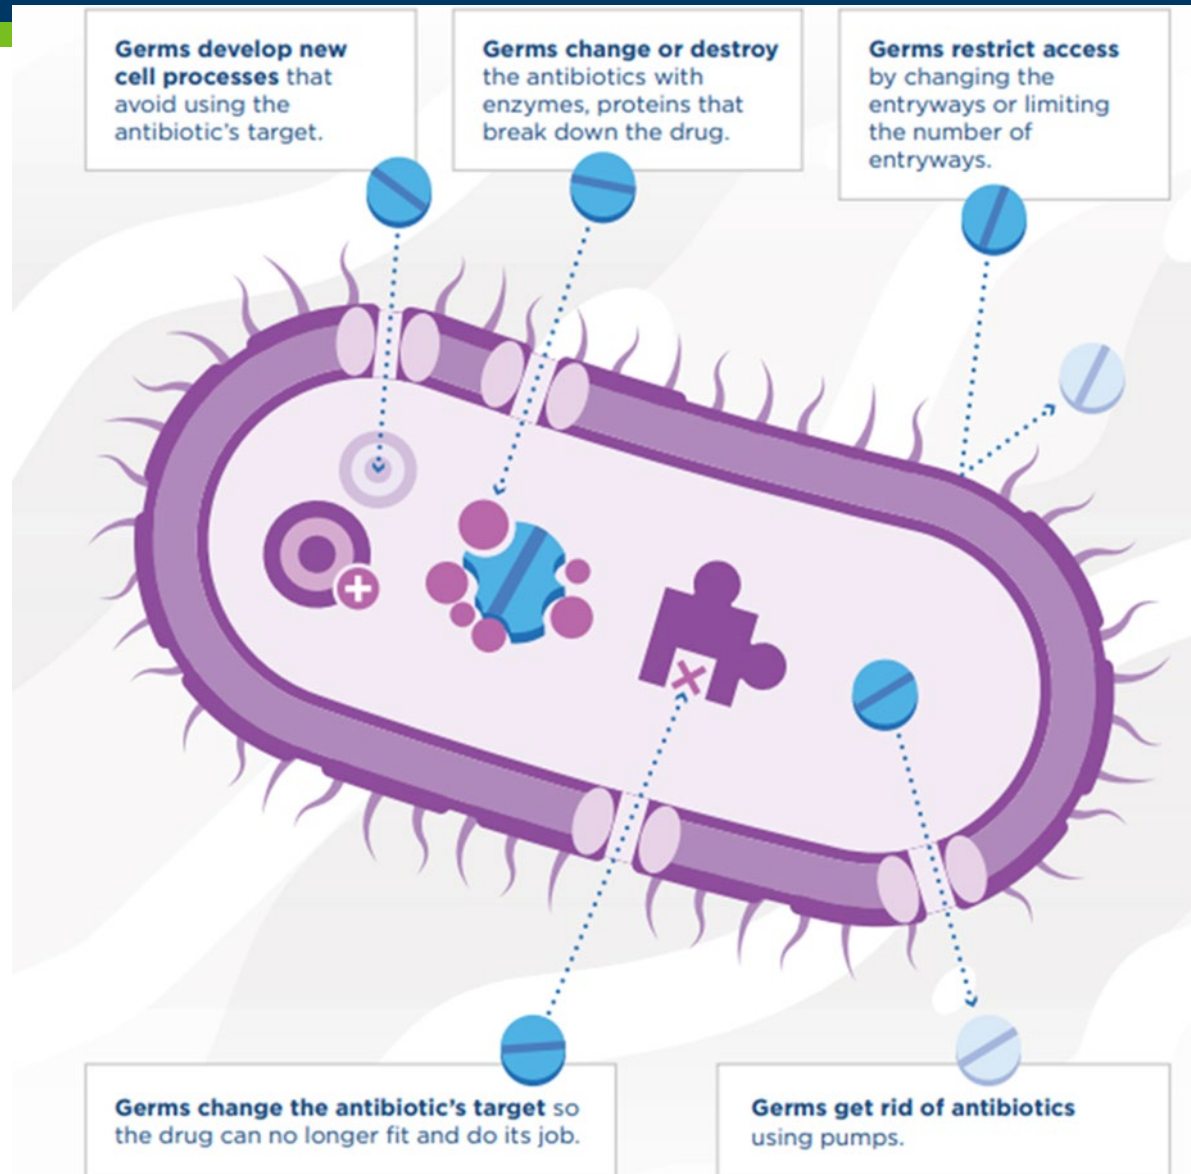 Germs develop new
cell processes that
avoid using the
antibiotic's target.
Germs change or destroy
the antibiotics with
enzymes, proteins that
break down the drug.
Germs restrict access
by changing the
entryways or limiting
the number of
entryways.
Germs change the antibiotic's target so
the drug can no longer fit and do its job.
Germs get rid of antibiotics
using pumps.